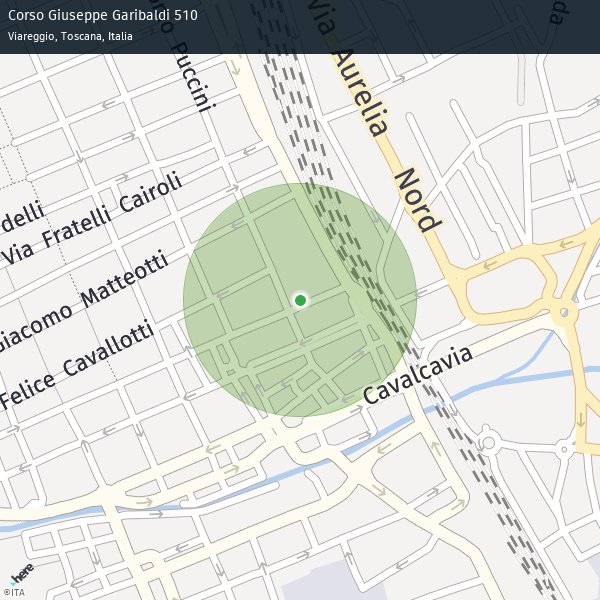 Corso Giuseppe Garibaldi 510
Viareggio, Toscana, Italia
Puccini
Via Aurelia Nord
da
delli
Via Fratelli Cairoli
Giacomo Matteotti
Felice Cavallotti
Cavalcavia
here
©ITA